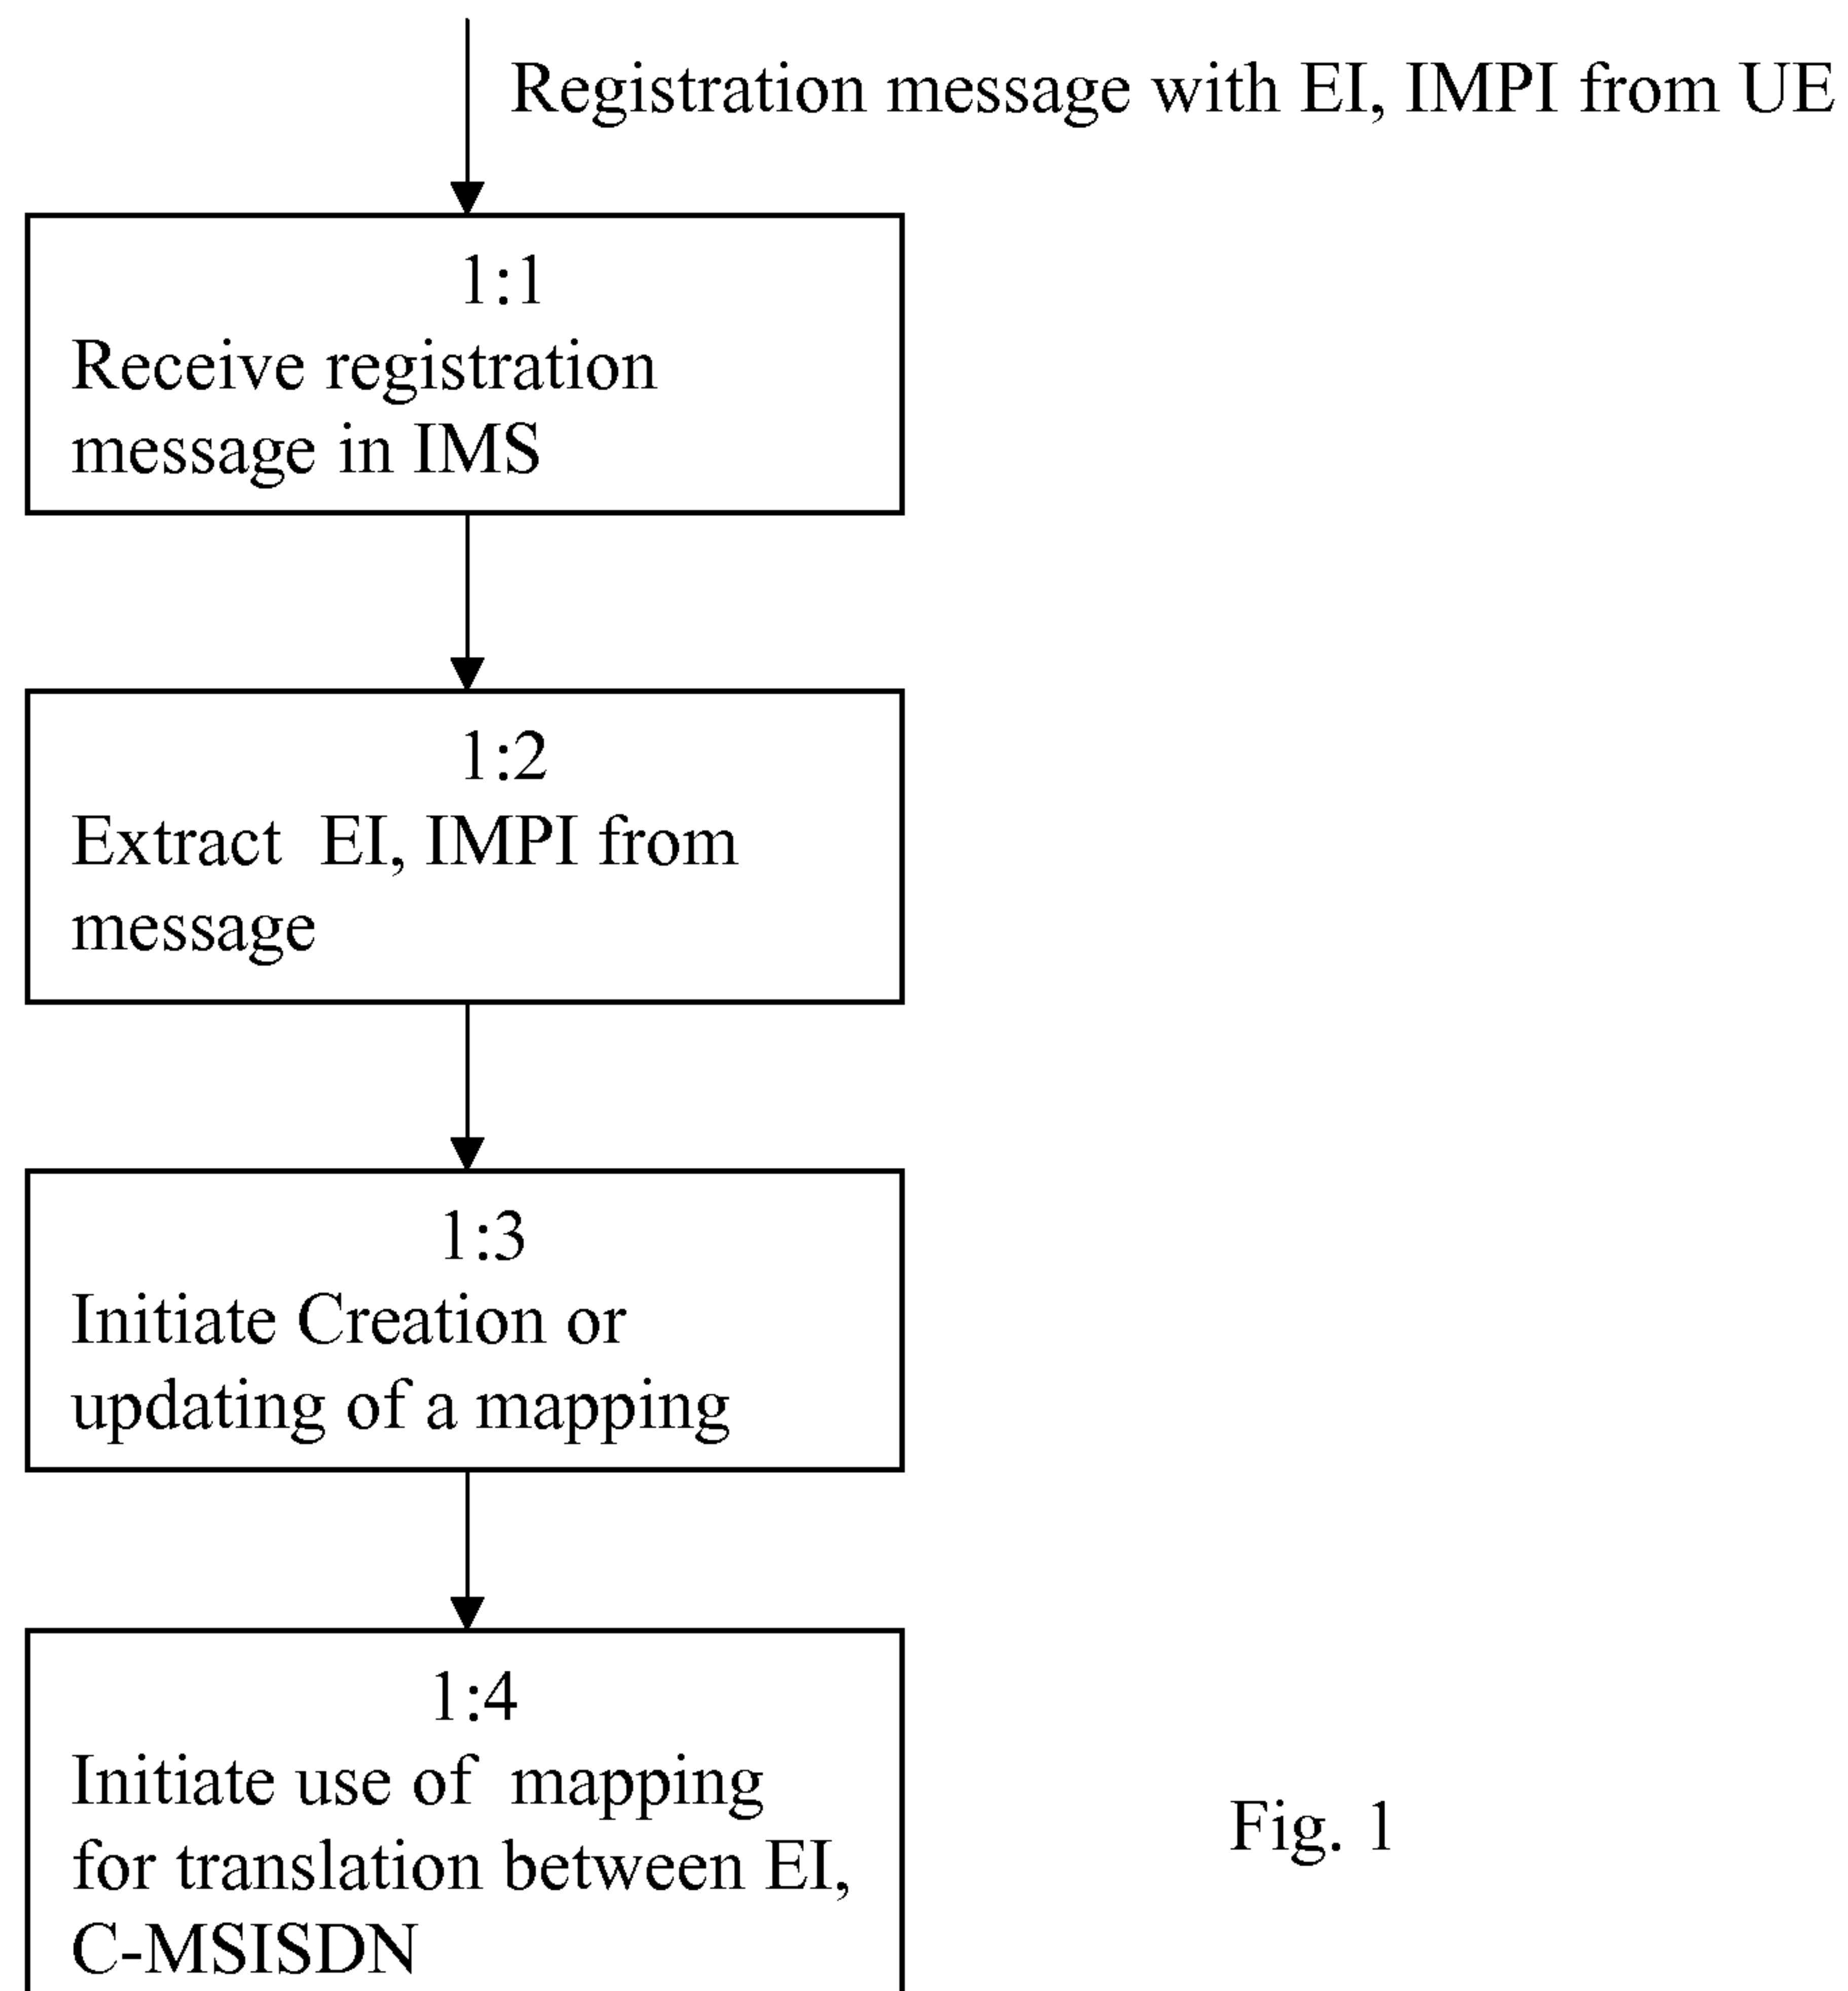 Registration message with EI, IMPI from UE
1:1
Receive registration
message in IMS
1:2
Extract EI, IMPI from
message
1:3
Initiate Creation or
updating of a mapping
1:4
Initiate use of mapping
for translation between EI,
C-MSISDN
Fig. 1